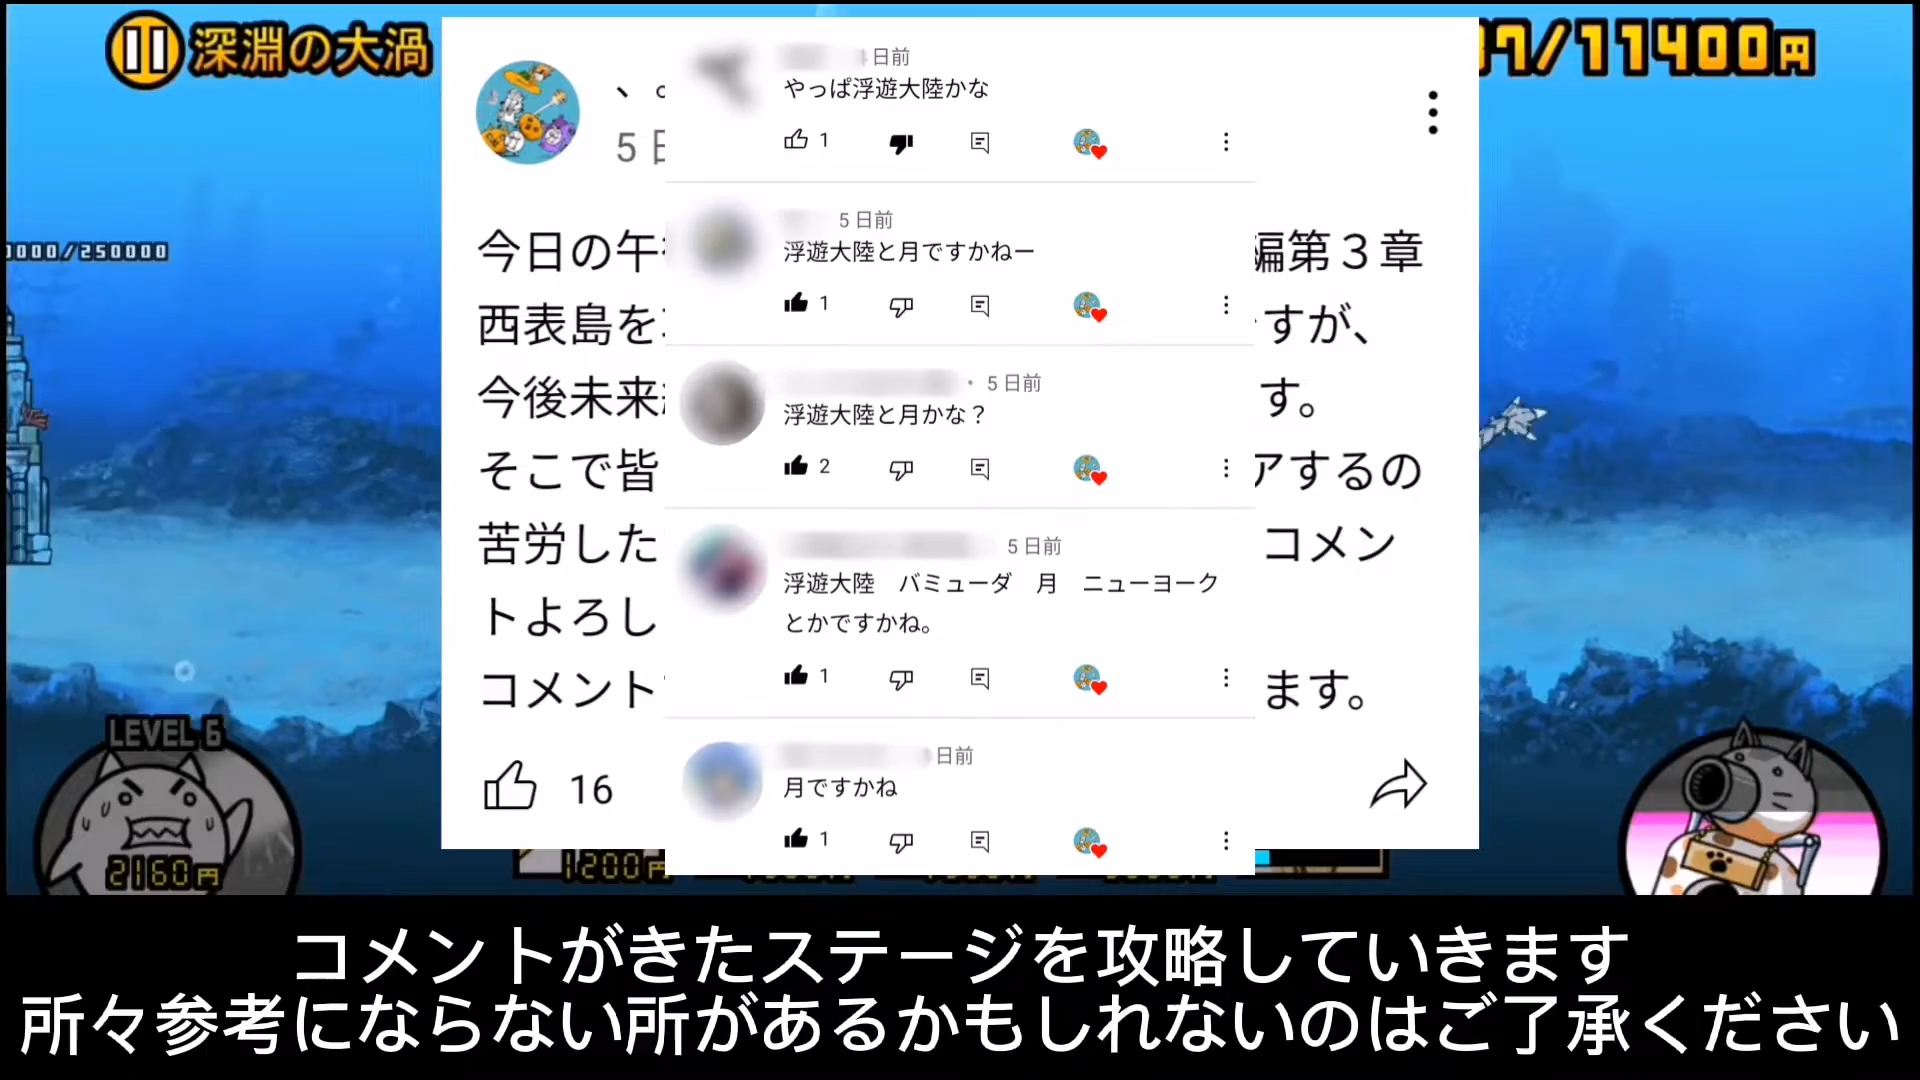 深淵の大渦
/11400円
/250000
5日前
やっぱ浮遊大陸かな
1
5日前
浮遊大陸と月ですかねー
1
・ 5日前
浮遊大陸と月かな？
2
5日前
浮遊大陸　バミューダ　月　ニューヨーク
とかですかね。
1
日前
月ですかね
1
今日の午 編第３章
西表島を すが、
今後未来 す。
そこで皆 アするの
苦労した コメン
トよろし
コメント ます。
16
LEVEL 6
2160円
1200円
コメントがきたステージを攻略していきます
所々参考にならない所があるかもしれないのはご了承ください